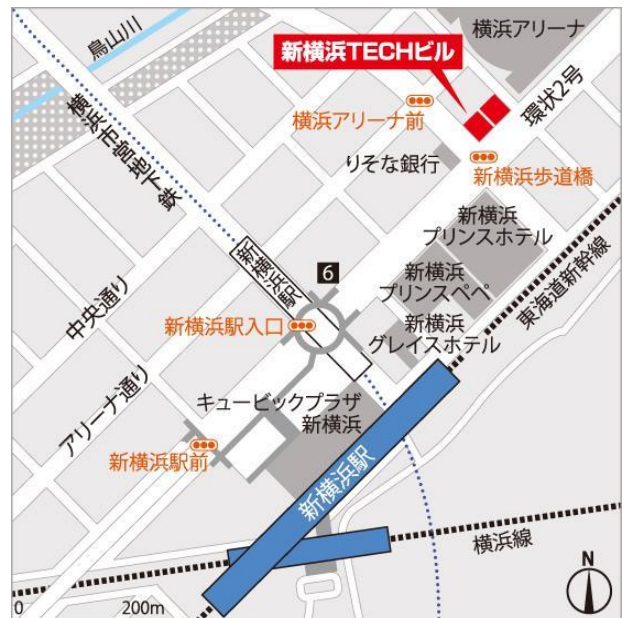 鳥山川
横浜アリーナ
新横浜TECHビル
環状2号
横浜アリーナ前
横浜市営地下鉄
りそな銀行
新横浜歩道橋
新横浜
プリンスホテル
6
新横浜駅
新横浜
プリンスペペ
東海道新幹線
中央通り
新横浜駅入口
新横浜
グレイスホテル
アリーナ通り
キュービックプラザ
新横浜
新横浜駅前
新横浜駅
横浜線
N
0
200m